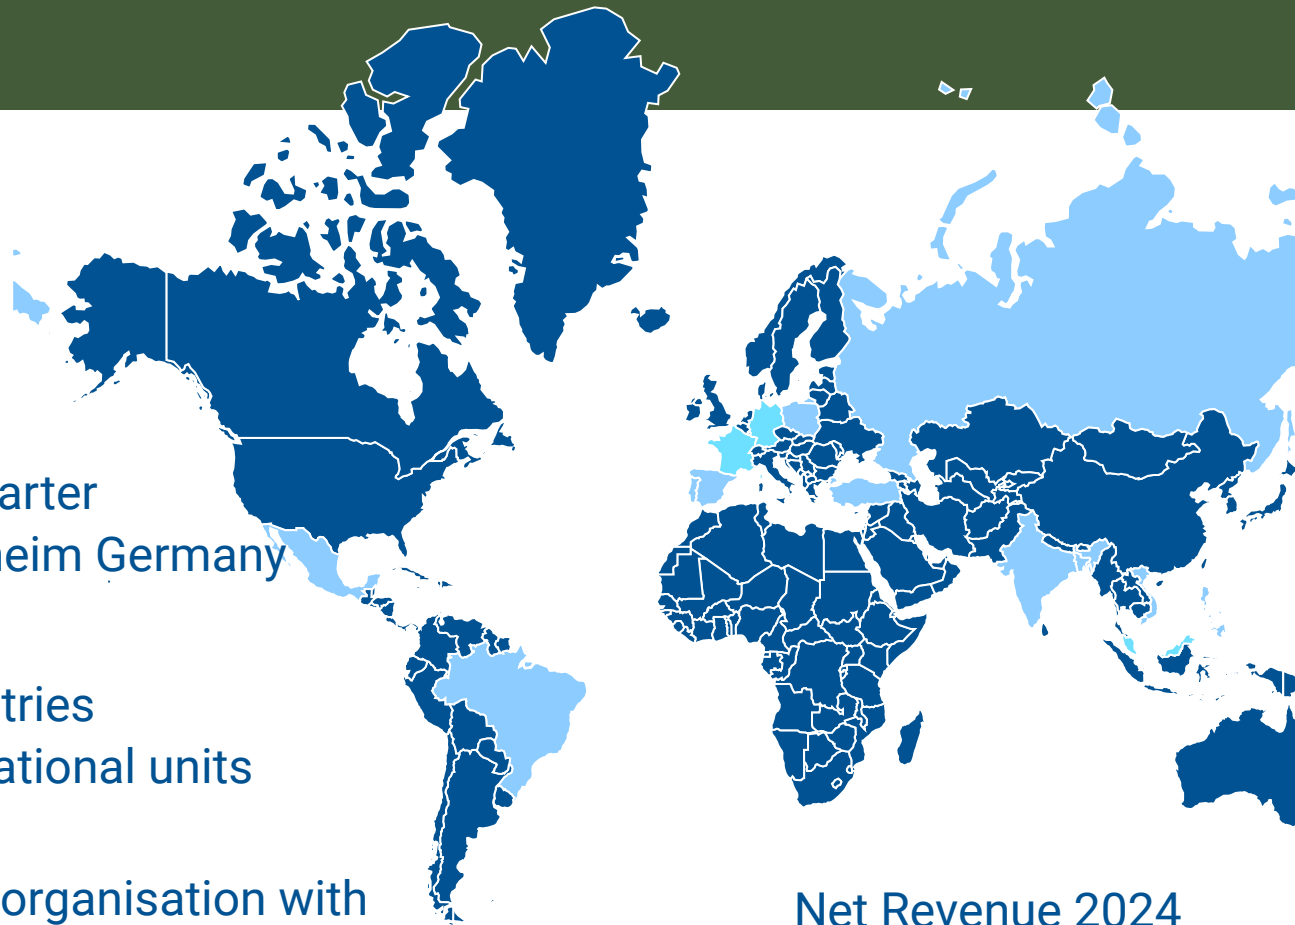 arter
heim Germany
tries
ational units
organisation with
Net Revenue 2024